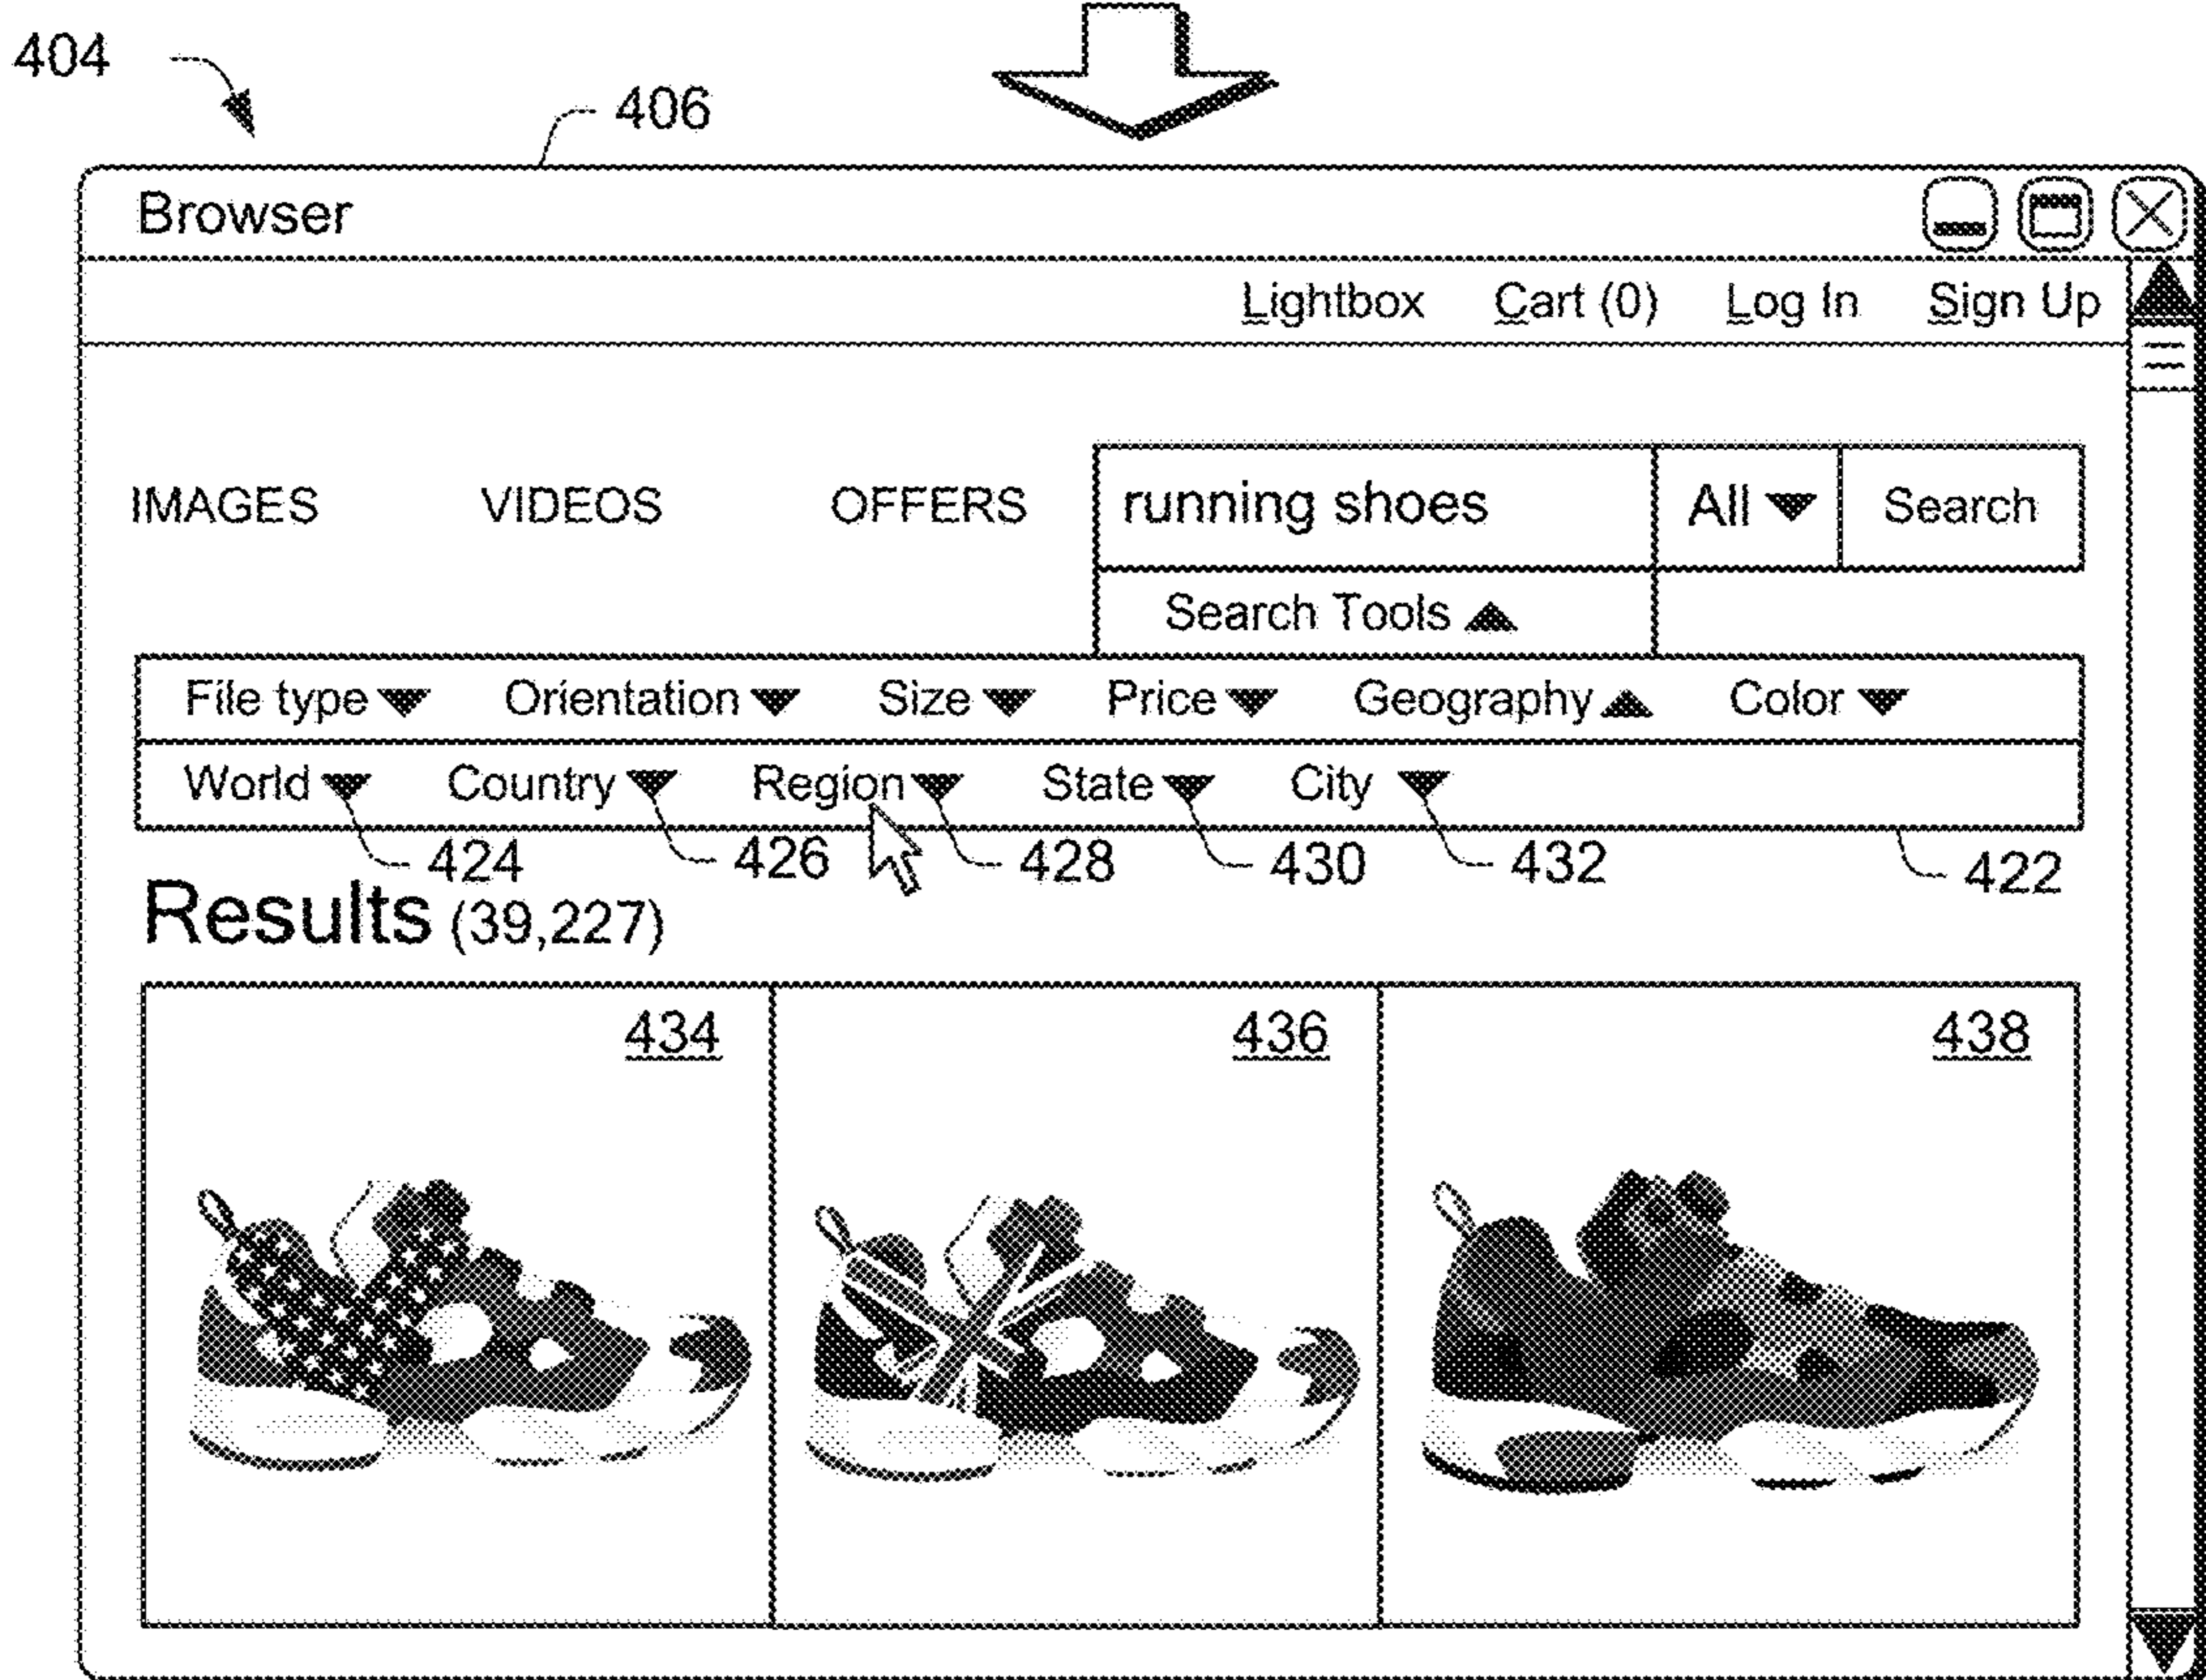 404
406
Browser
Lightbox Cart (0) Log In Sign Up
IMAGES VIDEOS OFFERS running shoes All Search
Search Tools
File type Orientation Size Price Geography Color
World Country Region State City
424 426 428 430 432 422
Results (39,227)
434 436 438